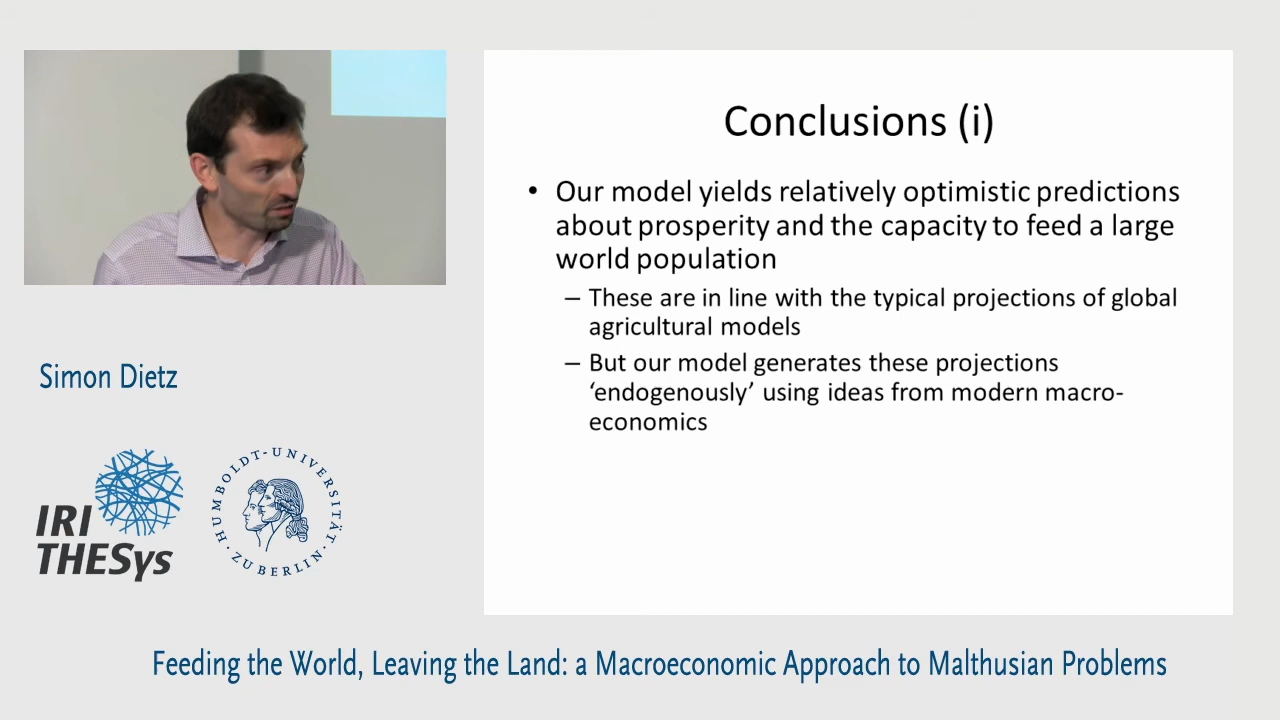 Conclusions (i)
• Our model yields relatively optimistic predictions
about prosperity and the capacity to feed a large
world population
– These are in line with the typical projections of global
agricultural models
– But our model generates these projections
‘endogenously’ using ideas from modern macro-
economics
Simon Dietz
IRI
THESys
HUMBOLDT-UNIVERSITÄT
ZU BERLIN
Feeding the World, Leaving the Land: a Macroeconomic Approach to Malthusian Problems